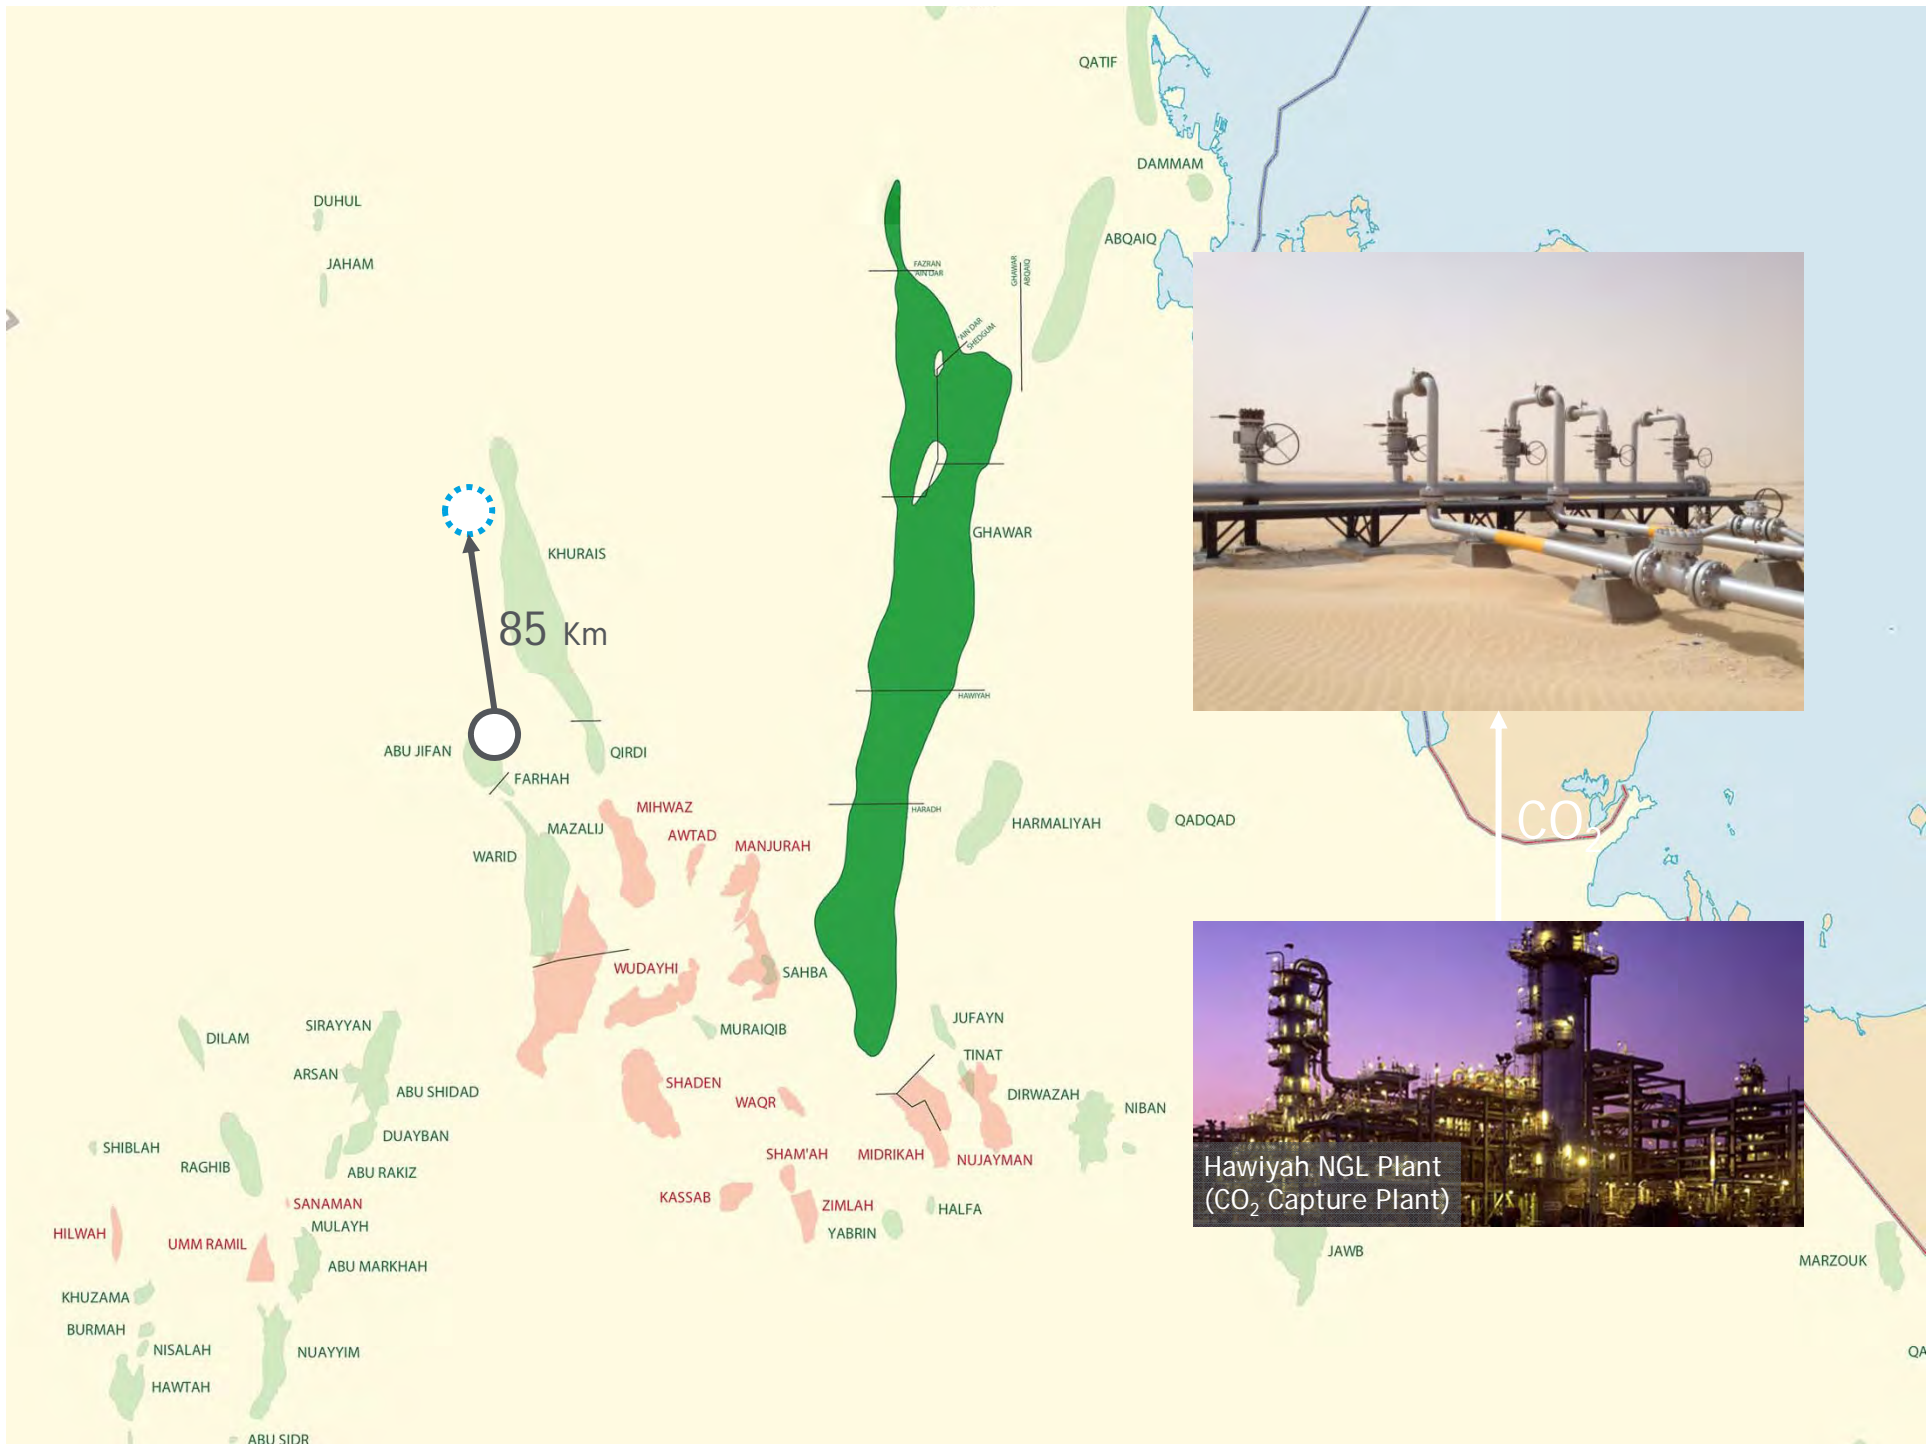 QATIF
DAMMAM
DUHUL
ABQAIQ
JAHAM
FAZRAN
'AIN DAR
GHAWAR
ABQAIQ
'AIN DAR
SHEDGUM
GHAWAR
KHURAIS
85 Km
HAWIYAH
ABU JIFAN
QIRDI
FARHAH
MIHWAZ
HARADH
MAZALIJ
AWTAD
MANJURAH
HARMALIYAH
QADQAD
CO2
WARID
WUDAYHI
SAHBA
JUFAYN
SIRAYYAN
MURAIQIB
DILAM
TINAT
ARSAN
SHADEN
ABU SHIDAD
WAQR
DIRWAZAH
NIBAN
DUAYBAN
SHIBLAH
RAGHIB
ABU RAKIZ
SHAM'AH
MIDRIKAH
NUJAYMAN
Hawiyah NGL Plant
(CO2 Capture Plant)
KASSAB
SANAMAN
ZIMLAH
HALFA
MULAYH
HILWAH
UMM RAMIL
YABRIN
ABU MARKHAH
JAWB
MARZOUK
KHUZAMA
BURMAH
NISALAH
NUAYYIM
QA
HAWTAH
ABU SIDR